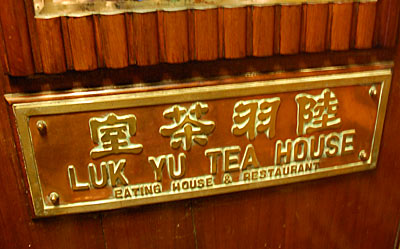 陸羽茶室
LUK YU TEA HOUSE
EATING HOUSE & RESTAURANT